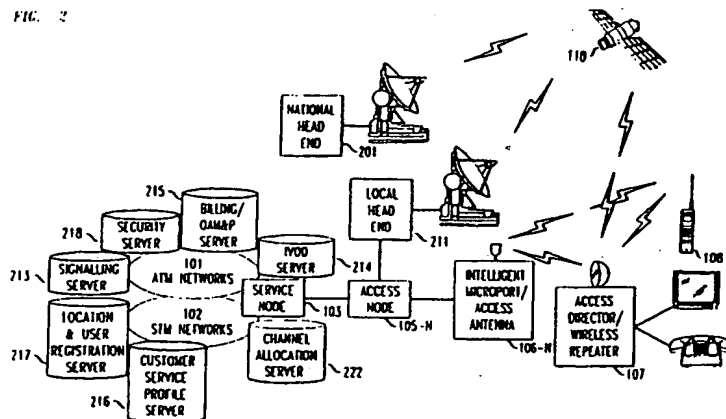 FIG. 2
110
NATIONAL
HEAD
END
201
215
BILLING/
OAM&P
SERVER
LOCAL
HEAD
END
211
218
SECURITY
SERVER
213
SIGNALLING
SERVER
101
ATM NETWORKS
IVOD
SERVER
214
108
SERVICE
NODE
103
ACCESS
NODE
105-N
INTELLIGENT
MICROPORT/
ACCESS
ANTENNA
106-N
ACCESS
DIRECTOR/
WIRELESS
REPEATER
107
LOCATION
& USER
REGISTRATION
SERVER
217
102
STM NETWORKS
CUSTOMER
SERVICE
PROFILE
SERVER
216
CHANNEL
ALLOCATION
SERVER
222